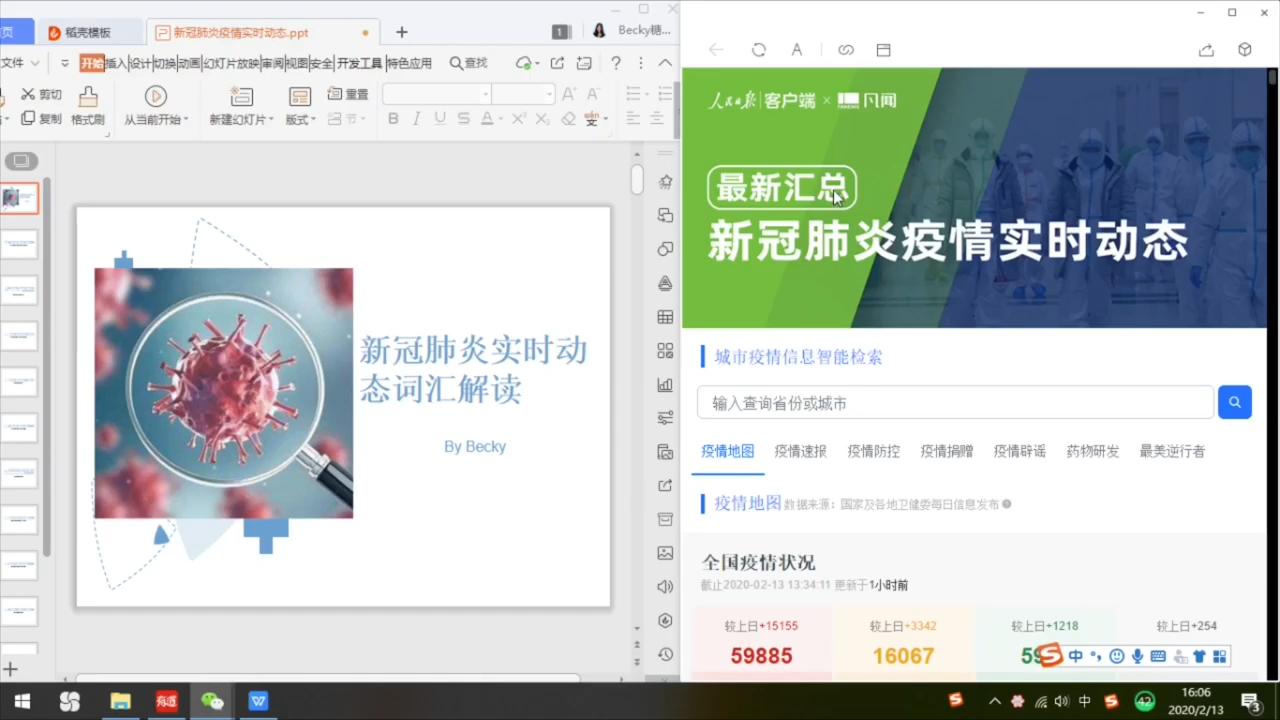 页
稻壳模板
新冠肺炎疫情实时动态.ppt
1
Becky糖...
文件
开始 插入 设计 切换 动画 幻灯片放映 审阅 视图 安全 开发工具 特色应用
查找
剪切
复制
格式刷
从当前开始
新建幻灯片
版式
重置
节
新冠肺炎实时动
态词汇解读
By Becky
人民日报 客户端 × 凡闻
最新汇总
新冠肺炎疫情实时动态
城市疫情信息智能检索
输入查询省份或城市
疫情地图 疫情速报 疫情防控 疫情捐赠 疫情辟谣 药物研发 最美逆行者
疫情地图 数据来源：国家及各地卫健委每日信息发布
全国疫情状况
截止2020-02-13 13:34:11 更新于1小时前
较上日+15155 较上日+3342 较上日+1218 较上日+254
59885 16067 59
中
有道
中
42
16:06
2020/2/13
3